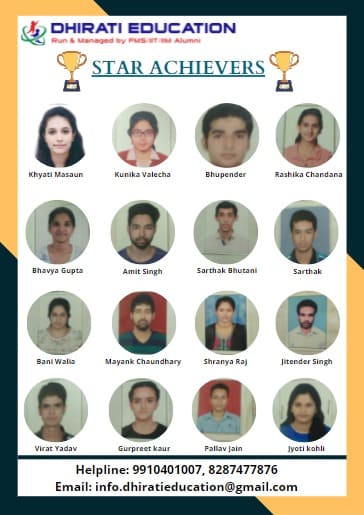 DHIRATI EDUCATION
Run & Managed by FMS/IIT/IIM Alumni
STAR ACHIEVERS
Khyati Masaun Kunika Valecha Bhupender Rashika Chandana
Bhavya Gupta Amit Singh Sarthak Bhutani Sarthak
Bani Walia Mayank Chaundhary Shranya Raj Jitender Singh
Virat Yadav Gurpreet kaur Pallav Jain Jyoti kohli
Helpline: 9910401007, 8287477876
Email: info.dhiratieducation@gmail.com